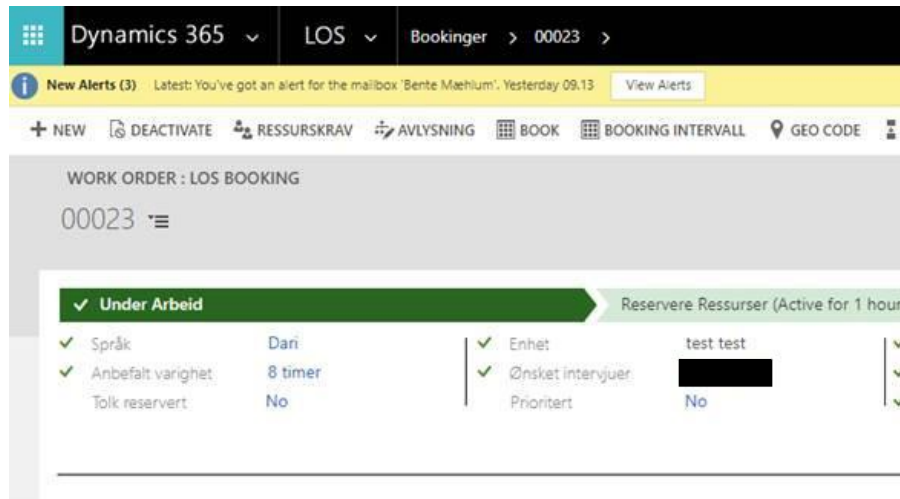 Dynamics 365 LOS Bookinger > 00023 >
New Alerts (3) Latest: You've got an alert for the mailbox 'Bente Mæhlum'. Yesterday 09.13 View Alerts
+ NEW DEACTIVATE RESSURSKRAV AVLYSNING BOOK BOOKING INTERVALL GEO CODE
WORK ORDER : LOS BOOKING
00023
Under Arbeid Reservere Ressurser (Active for 1 hour
Språk Dari Enhet test test
Anbefalt varighet 8 timer Ønsket intervjuer
Tolk reservert No Prioritert No